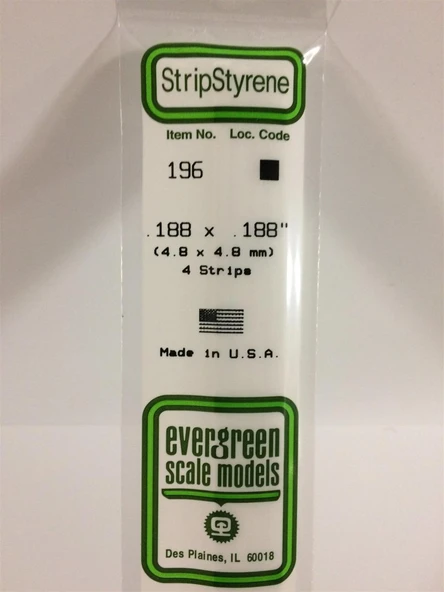 StripStyrene
Item No. Loc. Code
196
.188 x .188"
(4.8 x 4.8 mm)
4 Strips
Made in U.S.A.
evergreen
scale models
Des Plaines, IL 60018